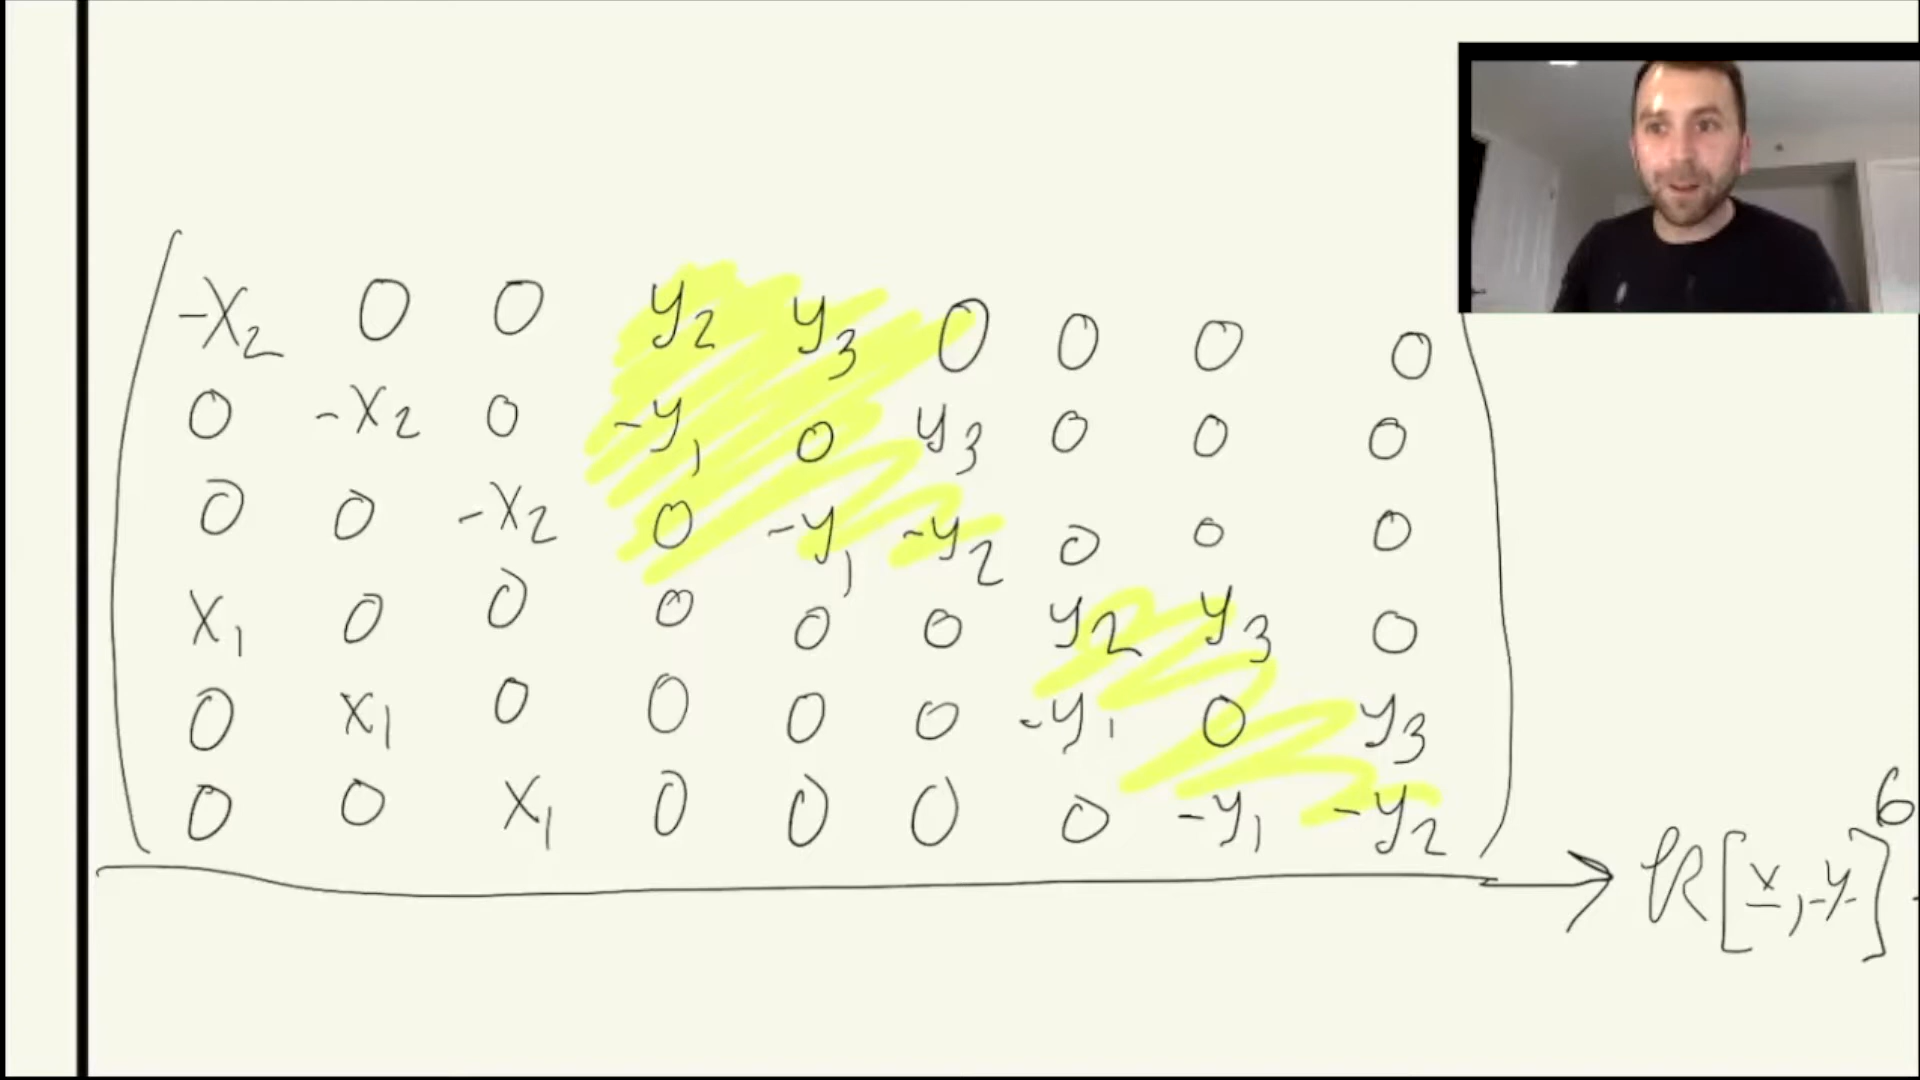 -x₂ 0 0 y₂ y₃ 0 0 0 0
0 -x₂ 0 -y₁ 0 y₃ 0 0 0
0 0 -x₂ 0 -y₁ -y₂ 0 0 0
x₁ 0 0 0 0 0 y₂ y₃ 0
0 x₁ 0 0 0 0 -y₁ 0 y₃
0 0 x₁ 0 0 0 0 -y₁ -y₂
→ k[x, y]⁶